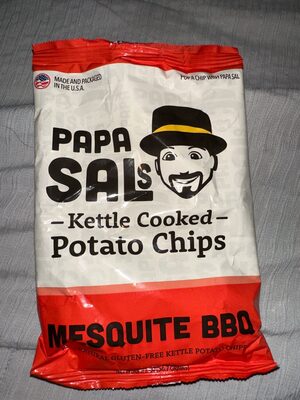 MADE AND PACKAGED
IN THE U.S.A.
POP A CHIP WITH PAPA SAL
PAPA
SALS
– Kettle Cooked –
Potato Chips
MESQUITE BBQ
GLUTEN-FREE KETTLE POTATO CHIPS